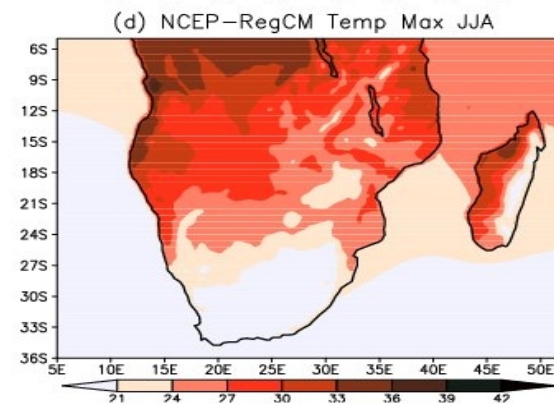 (d) NCEP-RegCM Temp Max JJA
6S
9S
12S
15S
18S
21S
24S
27S
30S
33S
36S
5E 10E 15E 20E 25E 30E 35E 40E 45E 50E
21 24 27 30 33 36 39 42